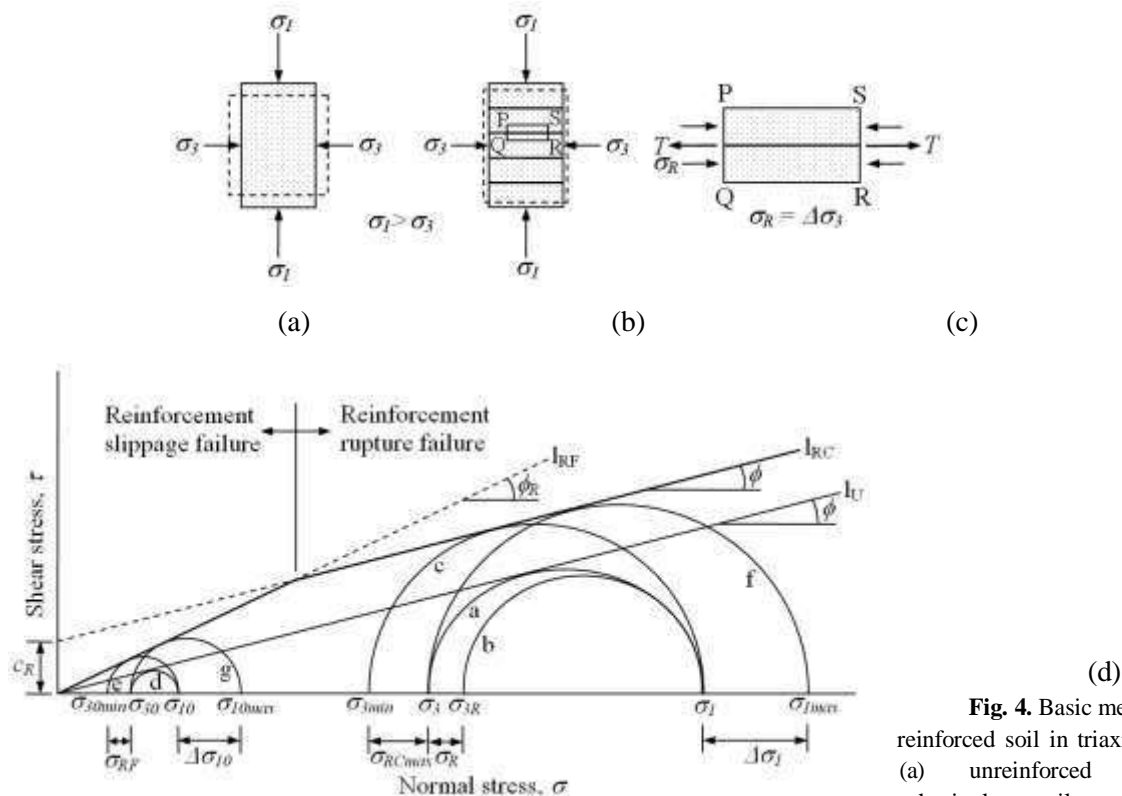 σ1 σ1
P S
P S
σ3 σ3 σ3 Q R σ3 T T
σR
Q R
σ1 > σ3 σR = Δσ3
σ1 σ1
(a) (b) (c)
Reinforcement slippage failure
Reinforcement rupture failure
lRF lRC
ϕR ϕ lU
ϕ
Shear stress, τ
c f
a
b
cR
e d g
σ30min σ30 σ10 σ10max σ3min σ3 σ3R σ1 σ1max
σRF Δσ10 σRCmax σR Δσ1
Normal stress, σ
(d)
Fig. 4. Basic me
reinforced soil in triax
(a) unreinforced